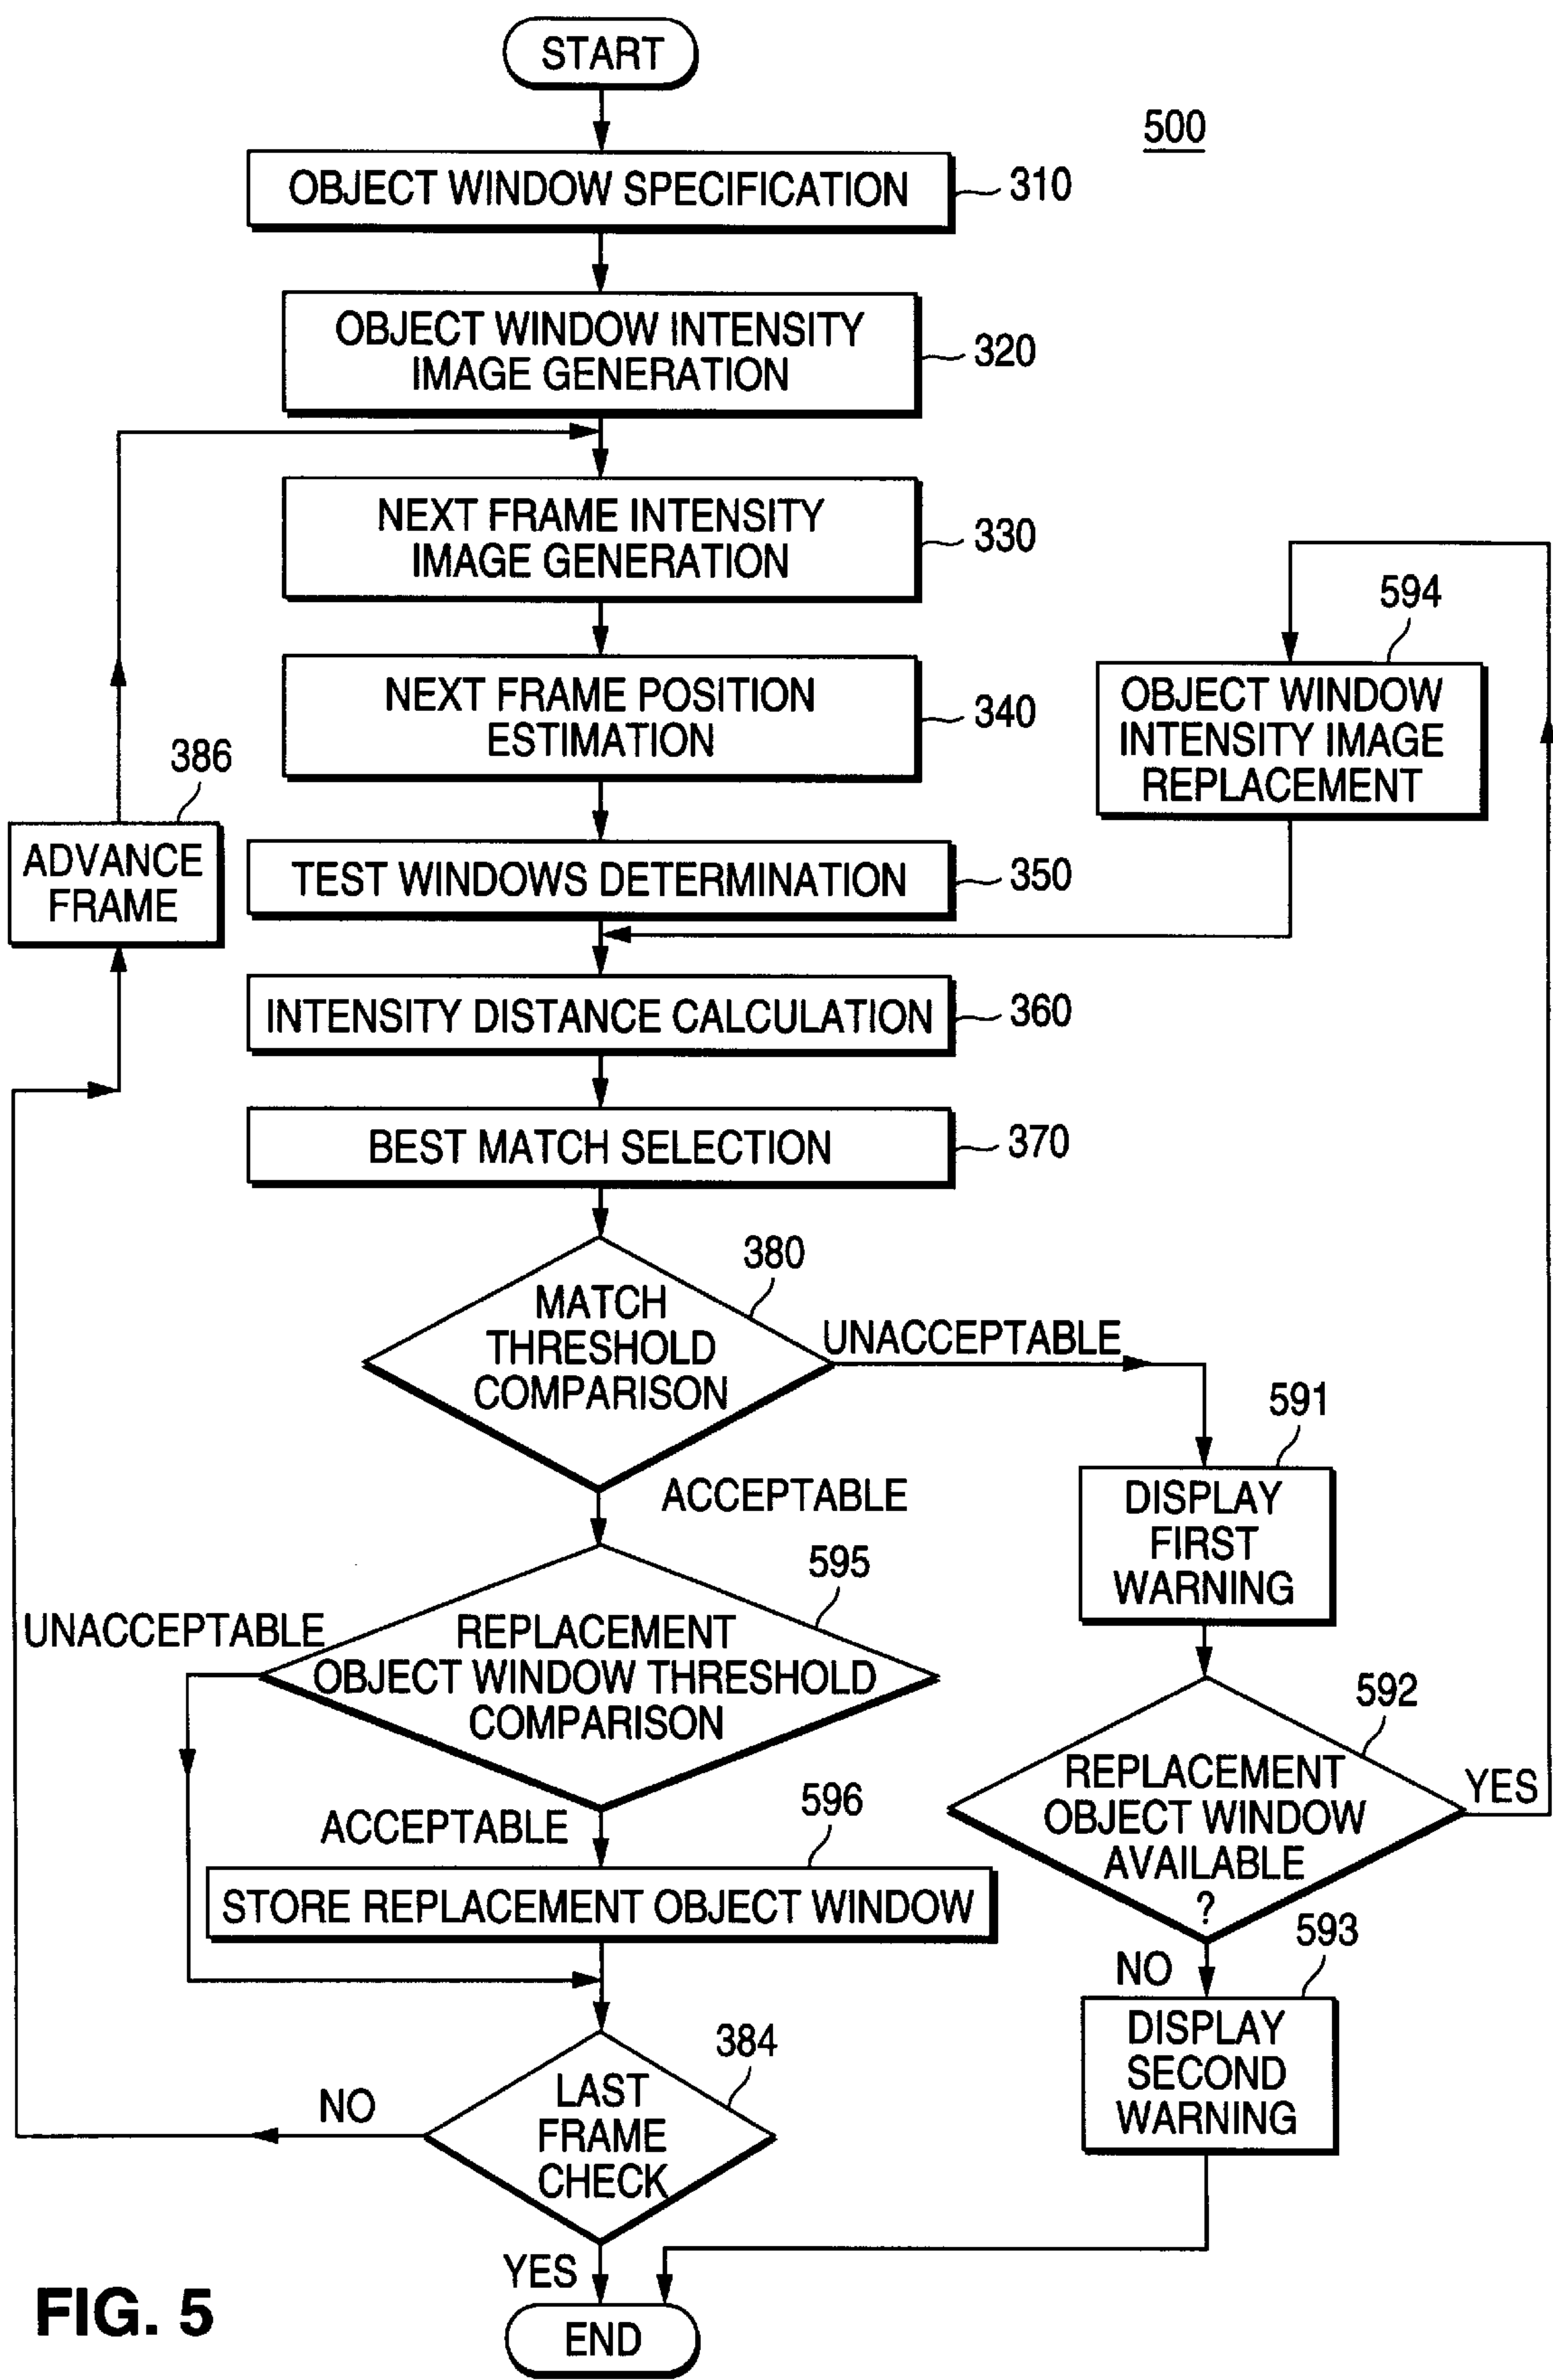 START
500
OBJECT WINDOW SPECIFICATION
310
OBJECT WINDOW INTENSITY
IMAGE GENERATION
320
NEXT FRAME INTENSITY
IMAGE GENERATION
330
594
NEXT FRAME POSITION
ESTIMATION
340
OBJECT WINDOW
INTENSITY IMAGE
REPLACEMENT
386
ADVANCE
FRAME
TEST WINDOWS DETERMINATION
350
INTENSITY DISTANCE CALCULATION
360
BEST MATCH SELECTION
370
380
MATCH
THRESHOLD
COMPARISON
UNACCEPTABLE
591
DISPLAY
FIRST
WARNING
ACCEPTABLE
595
UNACCEPTABLE
REPLACEMENT
OBJECT WINDOW THRESHOLD
COMPARISON
592
REPLACEMENT
OBJECT WINDOW
AVAILABLE
?
YES
ACCEPTABLE
596
STORE REPLACEMENT OBJECT WINDOW
593
NO
DISPLAY
SECOND
WARNING
384
LAST
FRAME
CHECK
NO
YES
END
FIG. 5